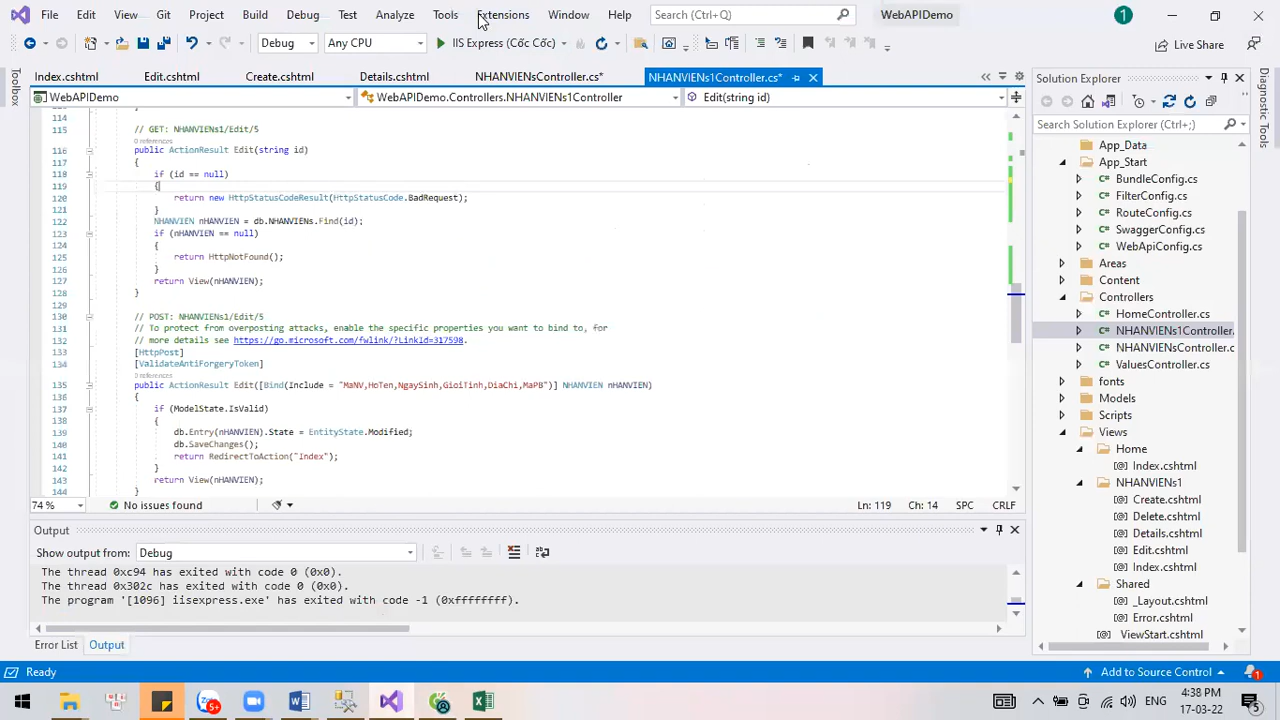 File Edit View Git Project Build Debug Test Analyze Tools Extensions Window Help Search (Ctrl+Q) WebAPIDemo 1
Debug Any CPU IIS Express (Cốc Cốc) Live Share
Index.cshtml Edit.cshtml Create.cshtml Details.cshtml NHANVIENsController.cs* NHANVIENs1Controller.cs*
WebAPIDemo WebAPIDemo.Controllers.NHANVIENs1Controller Edit(string id)
Toolbox
114
115 // GET: NHANVIENs1/Edit/5
0 references
116 public ActionResult Edit(string id)
117 {
118 if (id == null)
119 {
120 return new HttpStatusCodeResult(HttpStatusCode.BadRequest);
121 }
122 NHANVIEN nHANVIEN = db.NHANVIENs.Find(id);
123 if (nHANVIEN == null)
124 {
125 return HttpNotFound();
126 }
127 return View(nHANVIEN);
128 }
129
130 // POST: NHANVIENs1/Edit/5
131 // To protect from overposting attacks, enable the specific properties you want to bind to, for
132 // more details see https://go.microsoft.com/fwlink/?LinkId=317598.
133 [HttpPost]
134 [ValidateAntiForgeryToken]
0 references
135 public ActionResult Edit([Bind(Include = "MaNV,HoTen,NgaySinh,GioiTinh,DiaChi,MaPB")] NHANVIEN nHANVIEN)
136 {
137 if (ModelState.IsValid)
138 {
139 db.Entry(nHANVIEN).State = EntityState.Modified;
140 db.SaveChanges();
141 return RedirectToAction("Index");
142 }
143 return View(nHANVIEN);
144 }
74 % No issues found Ln: 119 Ch: 14 SPC CRLF
Output
Show output from: Debug
The thread 0xc94 has exited with code 0 (0x0).
The thread 0x302c has exited with code 0 (0x0).
The program '[1096] iisexpress.exe' has exited with code -1 (0xffffffff).
Error List Output
Solution Explorer
Search Solution Explorer (Ctrl+;)
App_Data
App_Start
C# BundleConfig.cs
C# FilterConfig.cs
C# RouteConfig.cs
C# SwaggerConfig.cs
C# WebApiConfig.cs
Areas
Content
Controllers
C# HomeController.cs
C# NHANVIENs1Controller.
C# NHANVIENsController.c
C# ValuesController.cs
fonts
Models
Scripts
Views
Home
[@] Index.cshtml
NHANVIENs1
[@] Create.cshtml
[@] Delete.cshtml
[@] Details.cshtml
[@] Edit.cshtml
[@] Index.cshtml
Shared
[@] _Layout.cshtml
[@] Error.cshtml
[@] ViewStart.cshtml
Diagnostic Tools
Ready Add to Source Control 1
Zalo 5+ ENG 4:38 PM
17-03-22 5